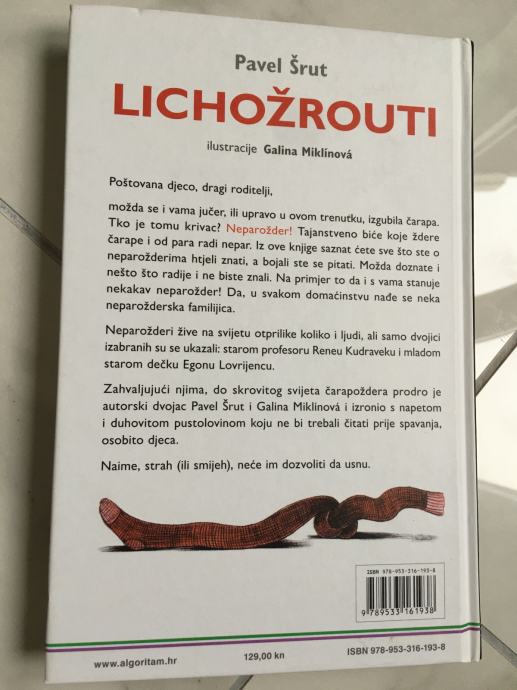 Pavel Šrut
LICHOŽROUTI
ilustracije Galina Miklínová
Poštovana djeco, dragi roditelji,
možda se i vama jučer, ili upravo u ovom trenutku, izgubila čarapa.
Tko je tomu krivac? Neparožder! Tajanstveno biće koje ždere
čarape i od para radi nepar. Iz ove knjige saznat ćete sve što ste o
neparožderima htjeli znati, a bojali ste se pitati. Možda doznate i
nešto što radije i ne biste znali. Na primjer to da i s vama stanuje
nekakav neparožder! Da, u svakom domaćinstvu nađe se neka
neparožderska familijica.
Neparožderi žive na svijetu otprilike koliko i ljudi, ali samo dvojici
izabranih su se ukazali: starom profesoru Reneu Kudraveku i mladom
starom dečku Egonu Lovrijencu.
Zahvaljujući njima, do skrovitog svijeta čarapoždera prodro je
autorski dvojac Pavel Šrut i Galina Miklínová i izronio s napetom
i duhovitom pustolovinom koju ne bi trebali čitati prije spavanja,
osobito djeca.
Naime, strah (ili smijeh), neće im dozvoliti da usnu.
ISBN 978-953-316-193-8
9 789533 161938
www.algoritam.hr
129,00 kn
ISBN 978-953-316-193-8